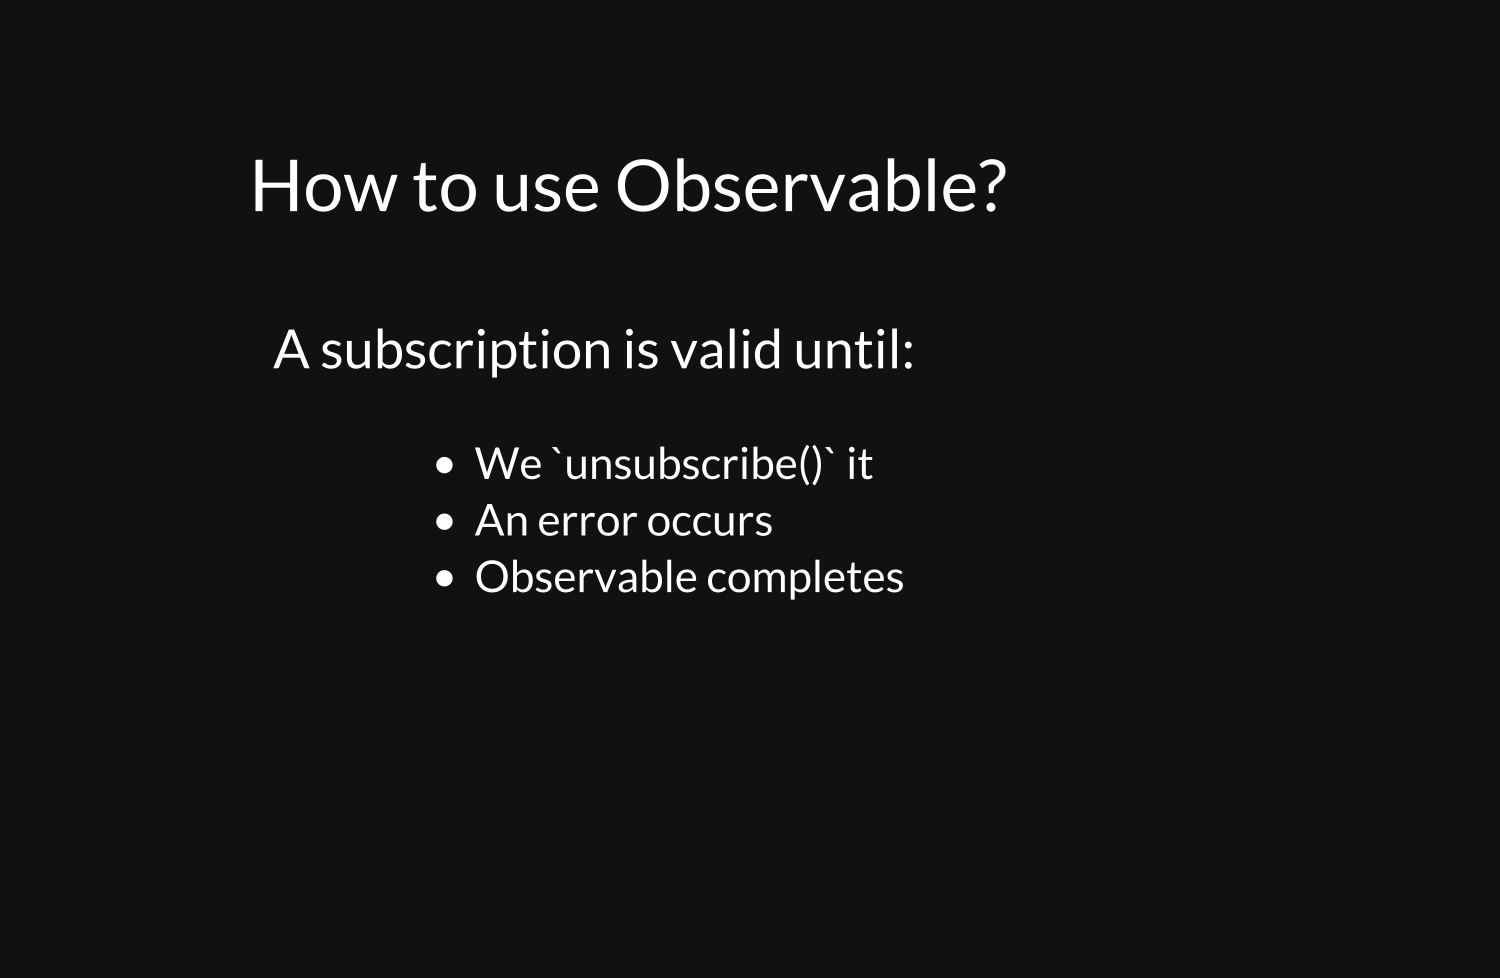 How to use Observable?
A subscription is valid until:
• We `unsubscribe()` it
• An error occurs
• Observable completes